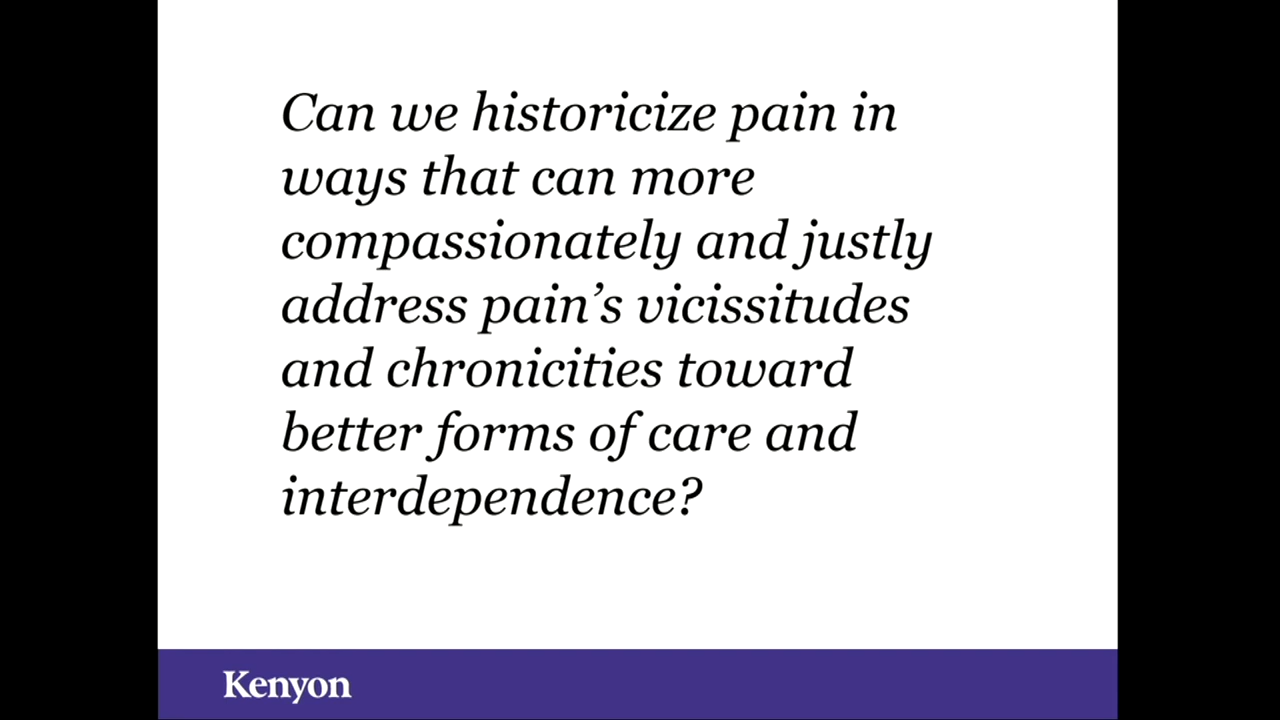 Can we historicize pain in
ways that can more
compassionately and justly
address pain’s vicissitudes
and chronicities toward
better forms of care and
interdependence?
Kenyon